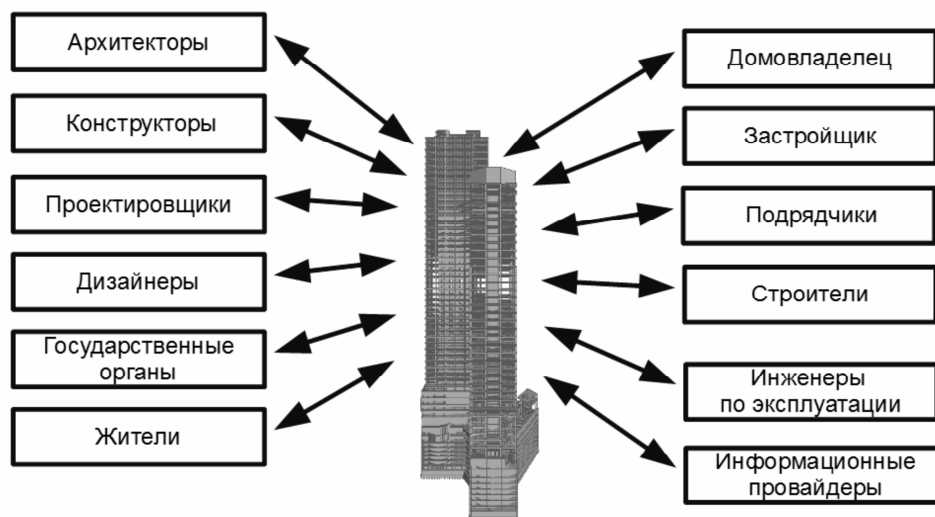 Архитекторы
Конструкторы
Проектировщики
Дизайнеры
Государственные
органы
Жители
Домовладелец
Застройщик
Подрядчики
Строители
Инженеры
по эксплуатации
Информационные
провайдеры